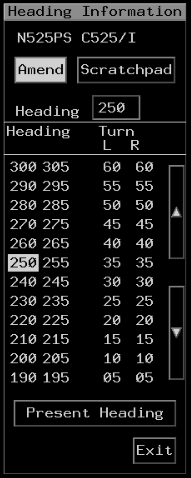 Heading Information
N525PS C525/I
Amend Scratchpad
Heading 250
Heading Turn
L R
300 305 60 60
290 295 55 55
280 285 50 50
270 275 45 45
260 265 40 40
250 255 35 35
240 245 30 30
230 235 25 25
220 225 20 20
210 215 15 15
200 205 10 10
190 195 05 05
Present Heading
Exit